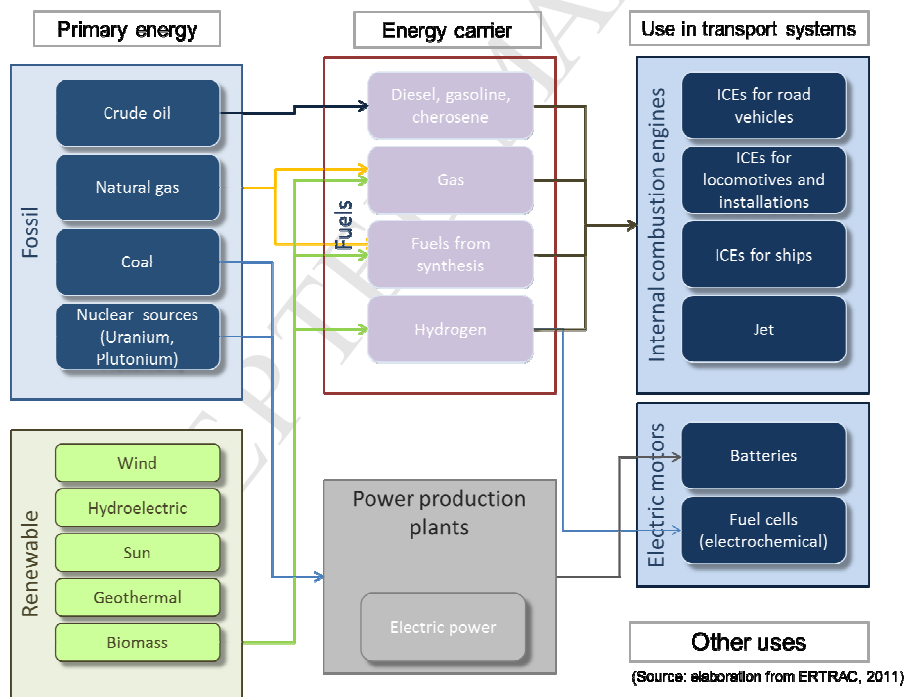 Primary energy
Energy carrier
Use in transport systems
Fossil
Crude oil
Natural gas
Coal
Nuclear sources
(Uranium,
Plutonium)
Fuels
Diesel, gasoline,
cherosene
Gas
Fuels from
synthesis
Hydrogen
Internal combustion engines
ICEs for road
vehicles
ICEs for
locomotives and
installations
ICEs for ships
Jet
Renewable
Wind
Hydroelectric
Sun
Geothermal
Biomass
Power production
plants
Electric power
Electric motors
Batteries
Fuel cells
(electrochemical)
Other uses
(Source: elaboration from ERTRAC, 2011)